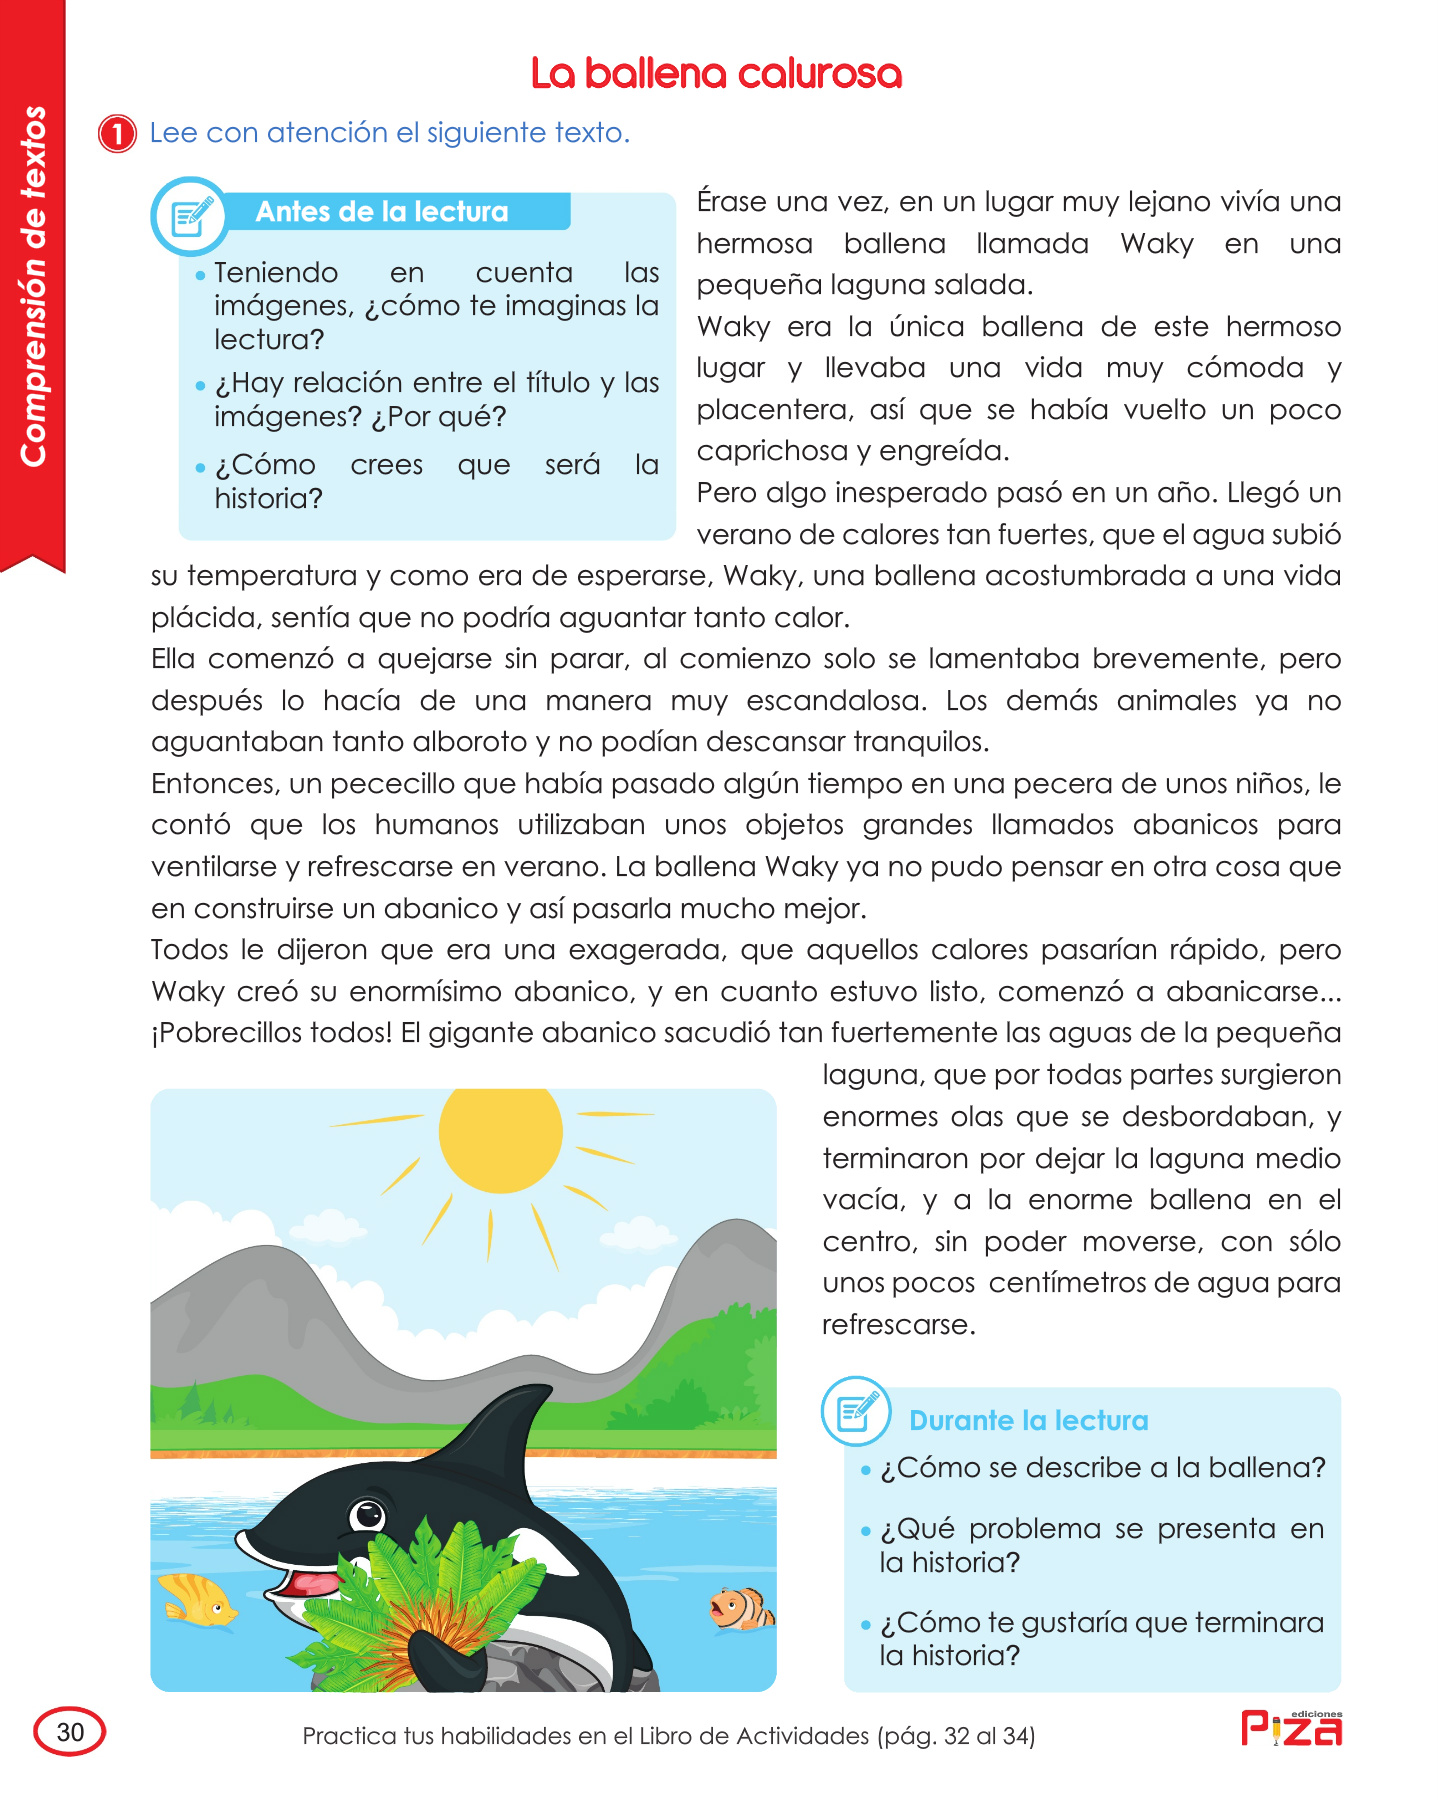 La ballena calurosa
Comprensión de textos
1 Lee con atención el siguiente texto.
Antes de la lectura
• Teniendo en cuenta las
imágenes, ¿cómo te imaginas la
lectura?
• ¿Hay relación entre el título y las
imágenes? ¿Por qué?
• ¿Cómo crees que será la
historia?
Érase una vez, en un lugar muy lejano vivía una
hermosa ballena llamada Waky en una
pequeña laguna salada.
Waky era la única ballena de este hermoso
lugar y llevaba una vida muy cómoda y
placentera, así que se había vuelto un poco
caprichosa y engreída.
Pero algo inesperado pasó en un año. Llegó un
verano de calores tan fuertes, que el agua subió
su temperatura y como era de esperarse, Waky, una ballena acostumbrada a una vida
plácida, sentía que no podría aguantar tanto calor.
Ella comenzó a quejarse sin parar, al comienzo solo se lamentaba brevemente, pero
después lo hacía de una manera muy escandalosa. Los demás animales ya no
aguantaban tanto alboroto y no podían descansar tranquilos.
Entonces, un pececillo que había pasado algún tiempo en una pecera de unos niños, le
contó que los humanos utilizaban unos objetos grandes llamados abanicos para
ventilarse y refrescarse en verano. La ballena Waky ya no pudo pensar en otra cosa que
en construirse un abanico y así pasarla mucho mejor.
Todos le dijeron que era una exagerada, que aquellos calores pasarían rápido, pero
Waky creó su enormísimo abanico, y en cuanto estuvo listo, comenzó a abanicarse...
¡Pobrecillos todos! El gigante abanico sacudió tan fuertemente las aguas de la pequeña
laguna, que por todas partes surgieron
enormes olas que se desbordaban, y
terminaron por dejar la laguna medio
vacía, y a la enorme ballena en el
centro, sin poder moverse, con sólo
unos pocos centímetros de agua para
refrescarse.
Durante la lectura
• ¿Cómo se describe a la ballena?
• ¿Qué problema se presenta en
la historia?
• ¿Cómo te gustaría que terminara
la historia?
30
Practica tus habilidades en el Libro de Actividades (pág. 32 al 34)
ediciones
Piza